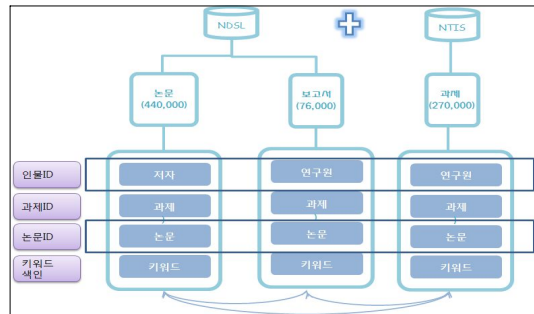 NDSL
NTIS
논문
(440,000)
보고서
(76,000)
과제
(270,000)
인물ID
저자
연구원
연구원
과제ID
과제
과제
과제
논문ID
논문
논문
논문
키워드
색인
키워드
키워드
키워드